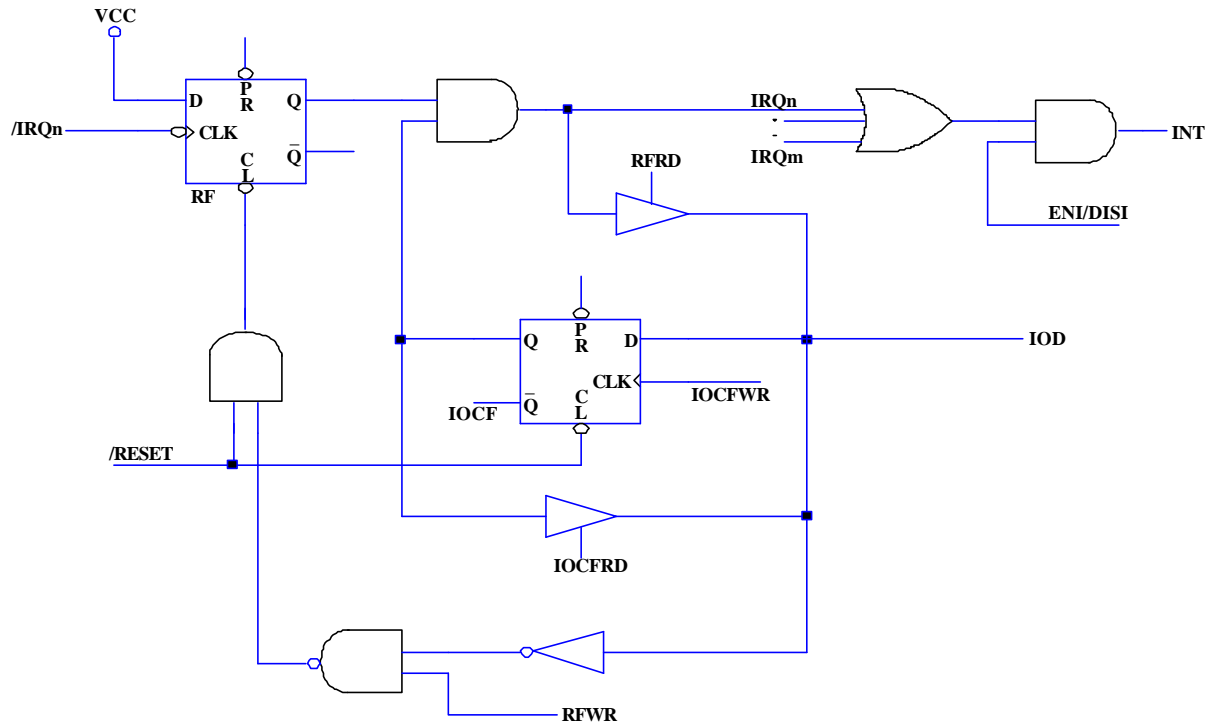 VCC
D
P
R
Q
/IRQn
CLK
C
L
Q̅
RF
IRQn
IRQm
INT
RFRD
ENI/DISI
Q
P
R
D
IOD
CLK
IOCFWR
IOCF
Q̅
C
L
/RESET
IOCFRD
RFWR